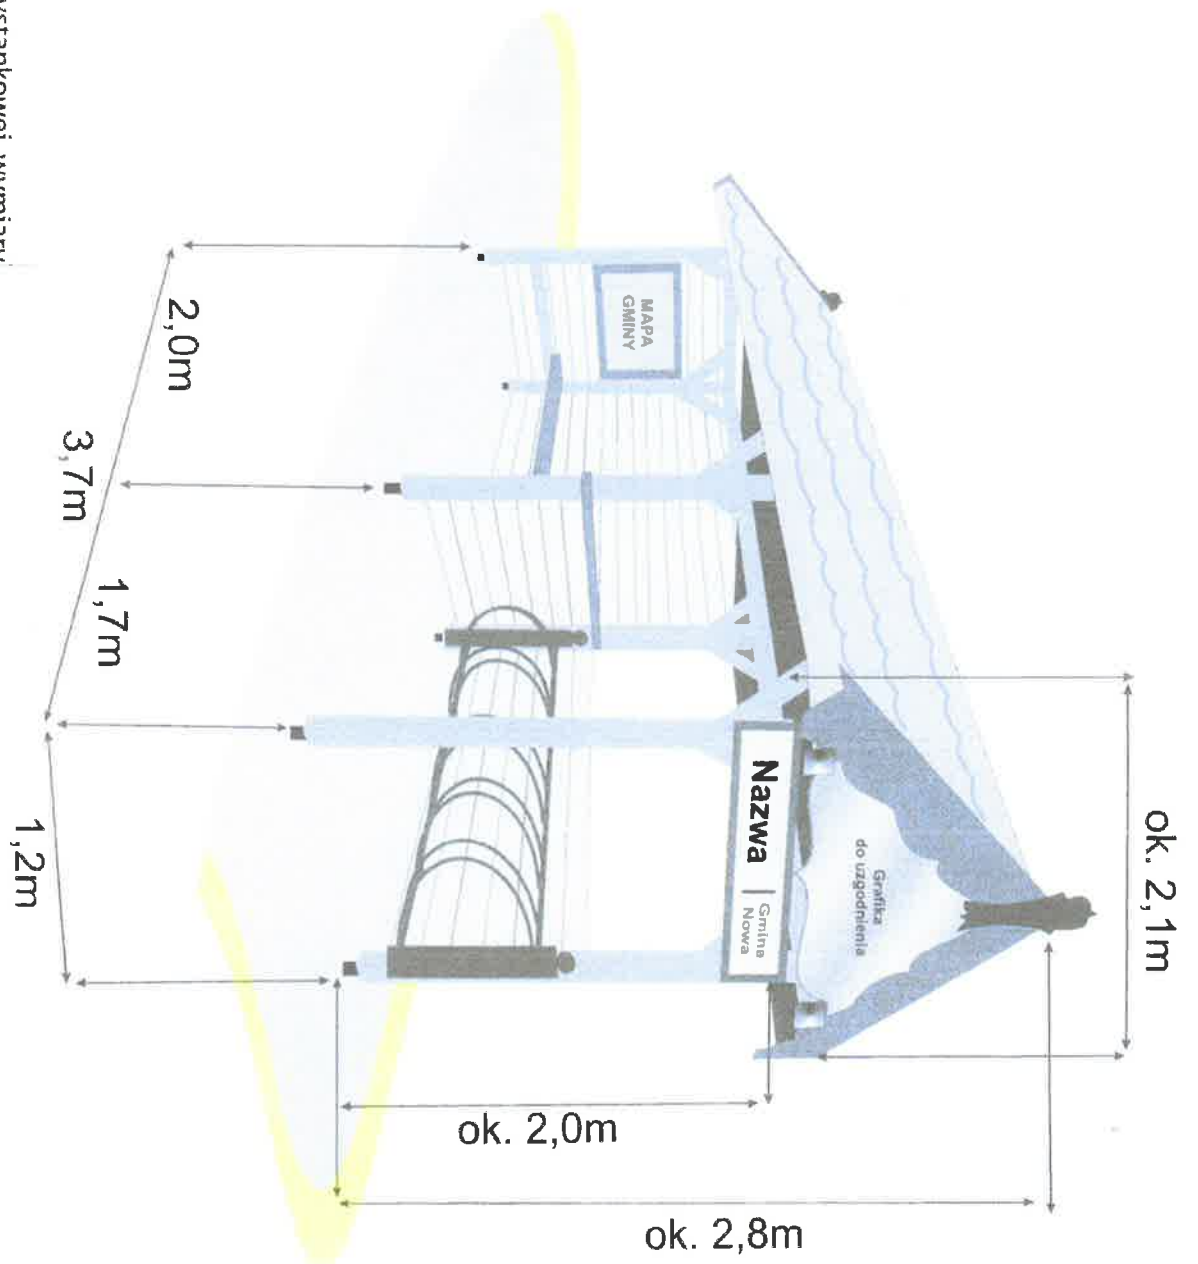 ok. 2,1m
Grafika
do uzgodnienia
Nazwa
Gmina
Nowa
MAPA
GMINY
2,0m
3,7m
1,7m
1,2m
ok. 2,0m
ok. 2,8m
wymiary